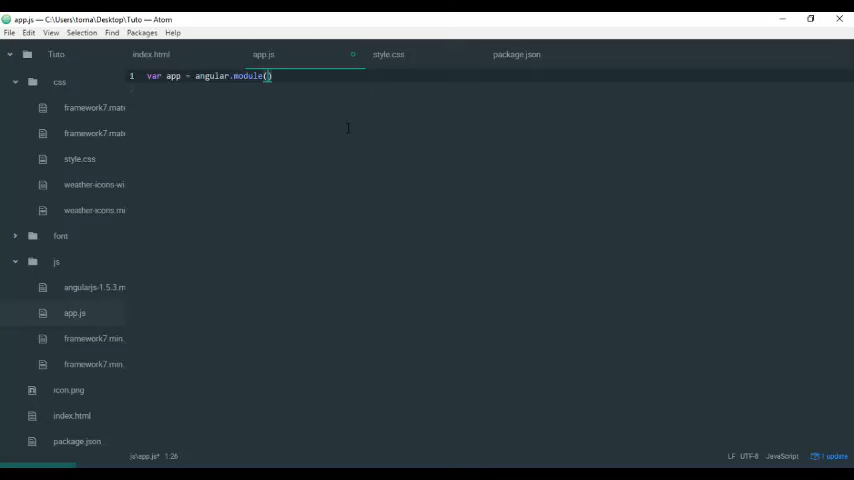 app.js — C:\Users\toma\Desktop\Tuto — Atom
File Edit View Selection Find Packages Help
Tuto
index.html app.js style.css package.json
1 var app = angular.module()
css
framework7.mate
framework7.mate
style.css
weather-icons-wi
weather-icons.mi
font
js
angularjs-1.5.3.m
app.js
framework7.min.
framework7.min.
icon.png
index.html
package.json
js\app.js* 1:26 LF UTF-8 JavaScript 1 update